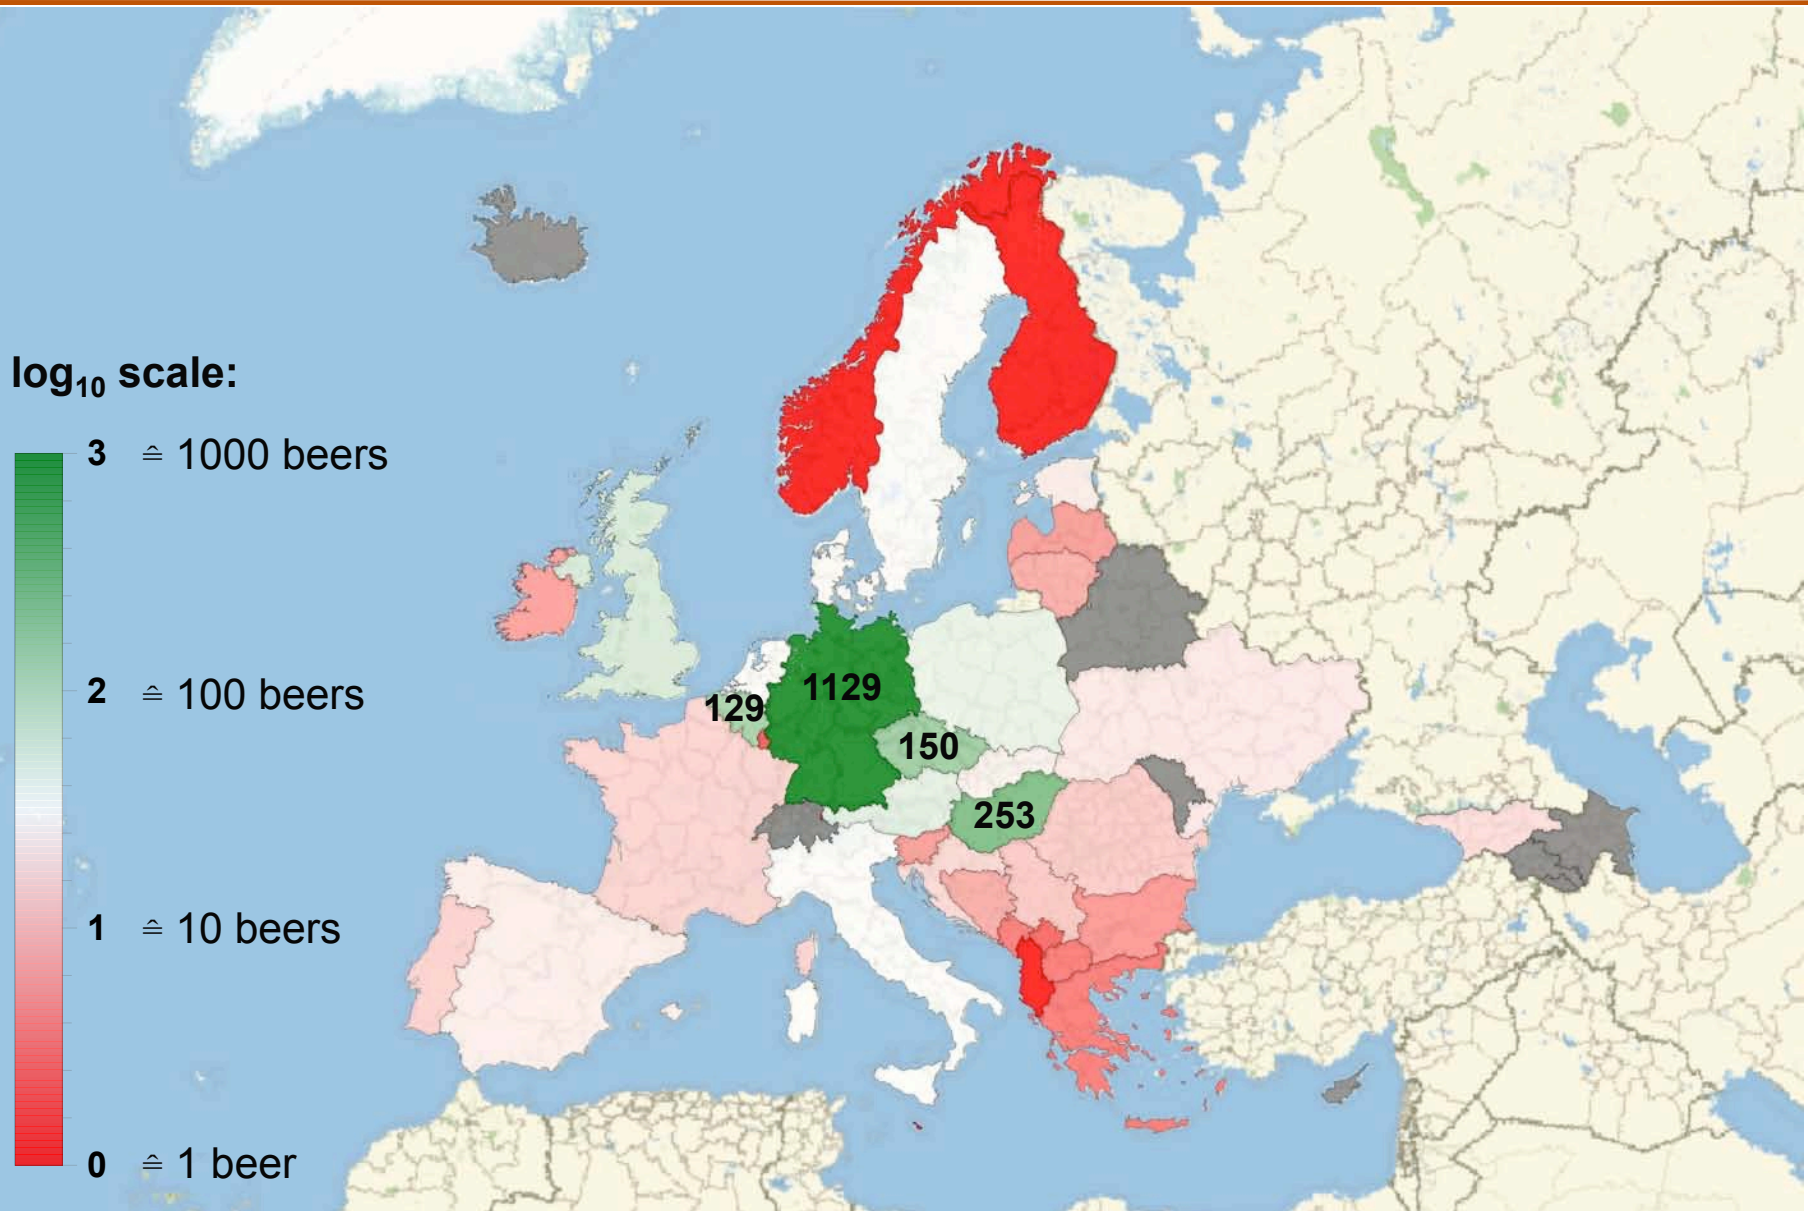 log₁₀ scale:
3 ≙ 1000 beers
2 ≙ 100 beers
1 ≙ 10 beers
0 ≙ 1 beer
1129
129
150
253